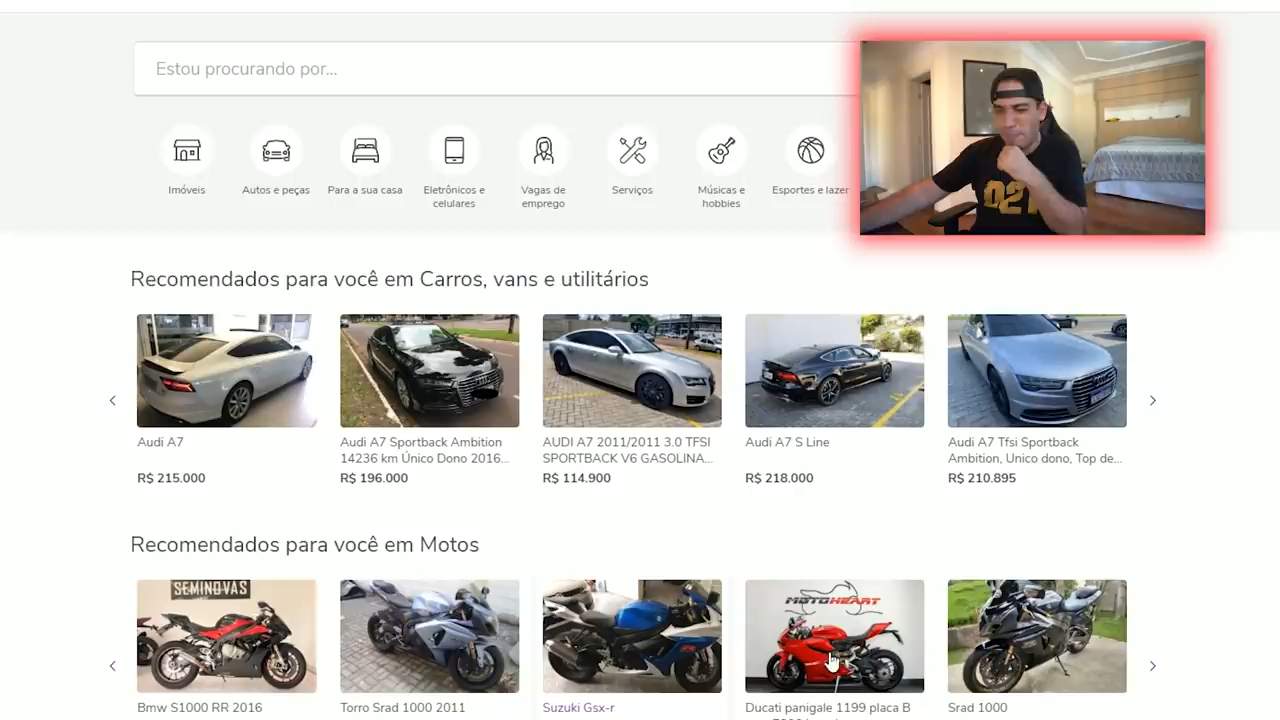 Estou procurando por...
Imóveis
Autos e peças
Para a sua casa
Eletrônicos e
celulares
Vagas de
emprego
Serviços
Músicas e
hobbies
Esportes e lazer
021
Recomendados para você em Carros, vans e utilitários
Audi A7
R$ 215.000
Audi A7 Sportback Ambition
14236 km Único Dono 2016...
R$ 196.000
AUDI A7 2011/2011 3.0 TFSI
SPORTBACK V6 GASOLINA...
R$ 114.900
Audi A7 S Line
R$ 218.000
Audi A7 Tfsi Sportback
Ambition, Unico dono, Top de...
R$ 210.895
Recomendados para você em Motos
SEMINOVAS
MOTOHEART
Bmw S1000 RR 2016
Torro Srad 1000 2011
Suzuki Gsx-r
Ducati panigale 1199 placa B
Srad 1000